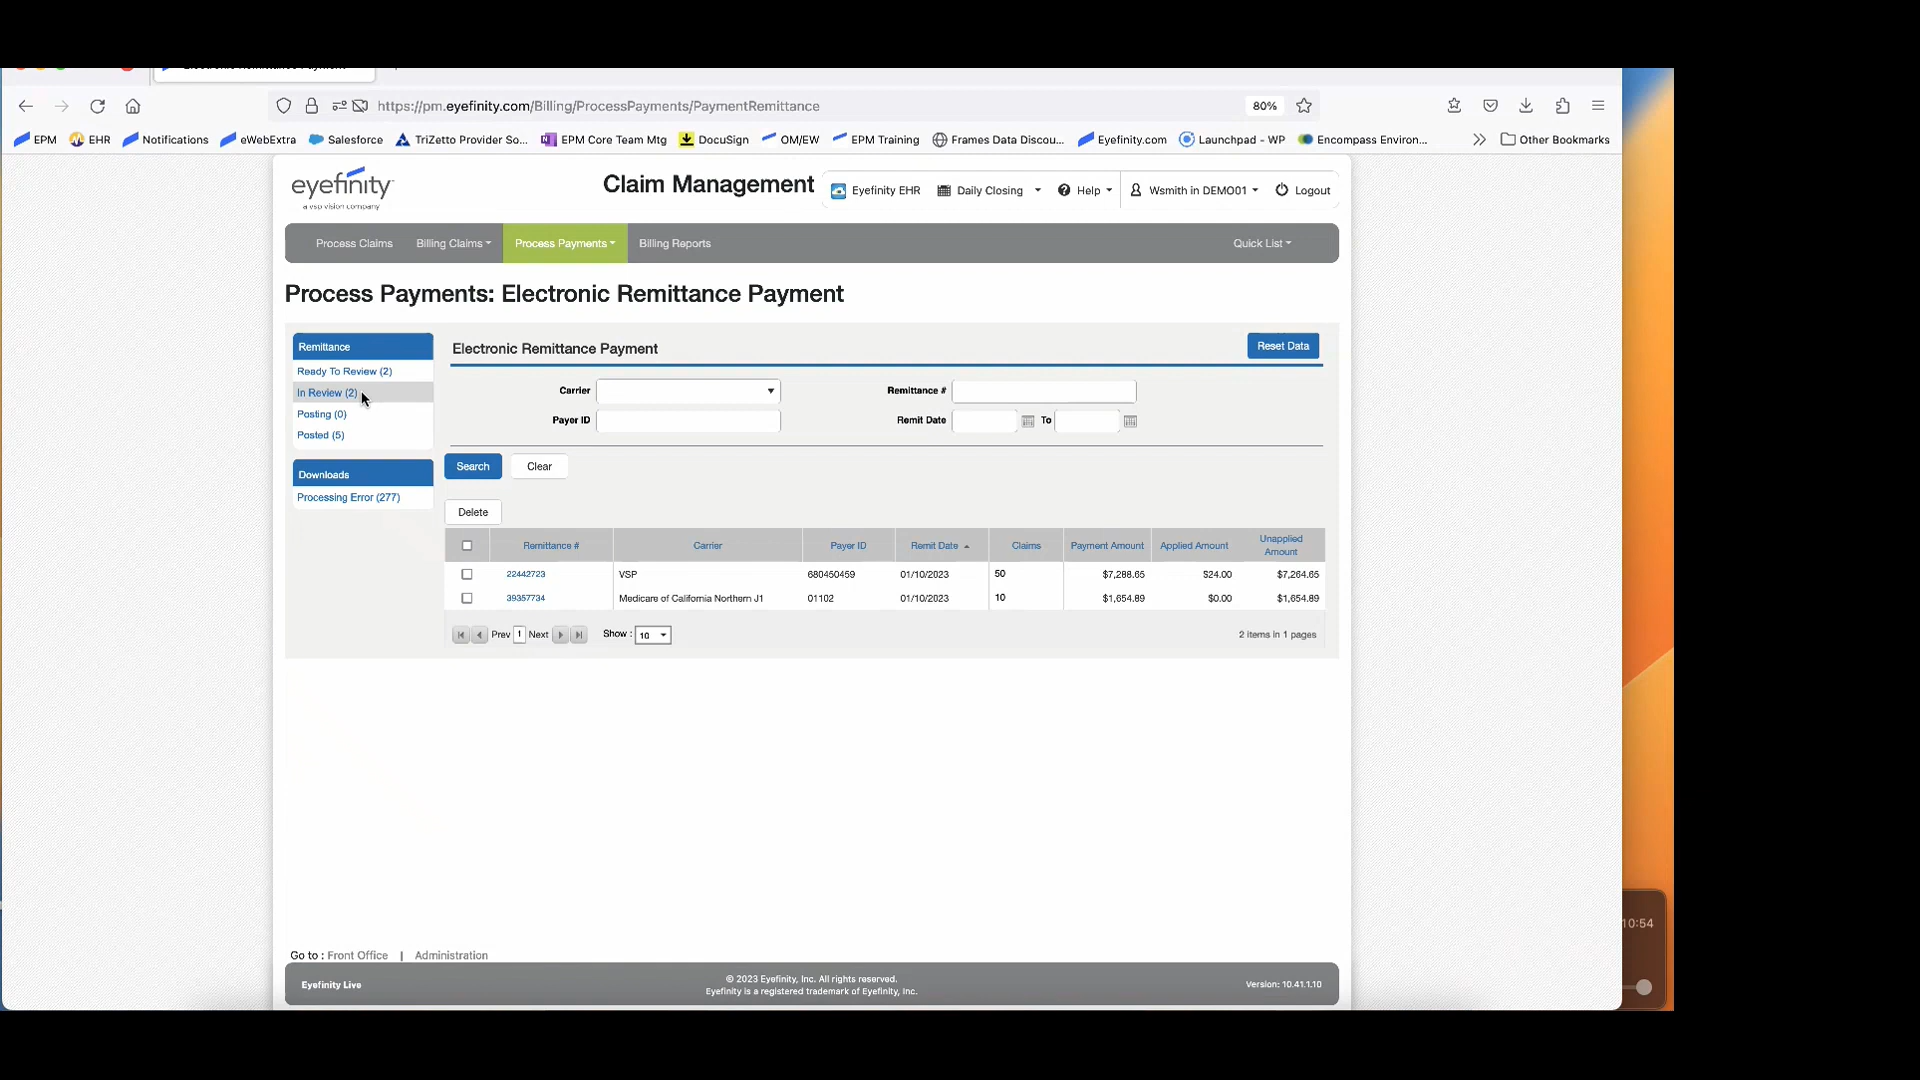 https://pm.eyefinity.com/Billing/ProcessPayments/PaymentRemittance
80%
EPM
EHR
Notifications
eWebExtra
Salesforce
TriZetto Provider So...
EPM Core Team Mtg
DocuSign
OM/EW
EPM Training
Frames Data Discou...
Eyefinity.com
Launchpad - WP
Encompass Environ...
Other Bookmarks
eyefinity
a vsp vision company
Claim Management
Eyefinity EHR
Daily Closing
Help
Wsmith in DEMO01
Logout
Process Claims
Billing Claims
Process Payments
Billing Reports
Quick List
Process Payments: Electronic Remittance Payment
Remittance
Ready To Review (2)
In Review (2)
Posting (0)
Posted (5)
Downloads
Processing Error (277)
Electronic Remittance Payment
Reset Data
Carrier
Remittance #
Payer ID
Remit Date
To
Search
Clear
Delete
Remittance # Carrier Payer ID Remit Date Claims Payment Amount Applied Amount Unapplied Amount
22442723 VSP 680450459 01/10/2023 50 $7,288.65 $24.00 $7,264.65
39357734 Medicare of California Northern J1 01102 01/10/2023 10 $1,654.89 $0.00 $1,654.89
Prev 1 Next Show : 10
2 items in 1 pages
10:54
Go to : Front Office | Administration
Eyefinity Live
© 2023 Eyefinity, Inc. All rights reserved.
Eyefinity is a registered trademark of Eyefinity, Inc.
Version: 10.41.1.10